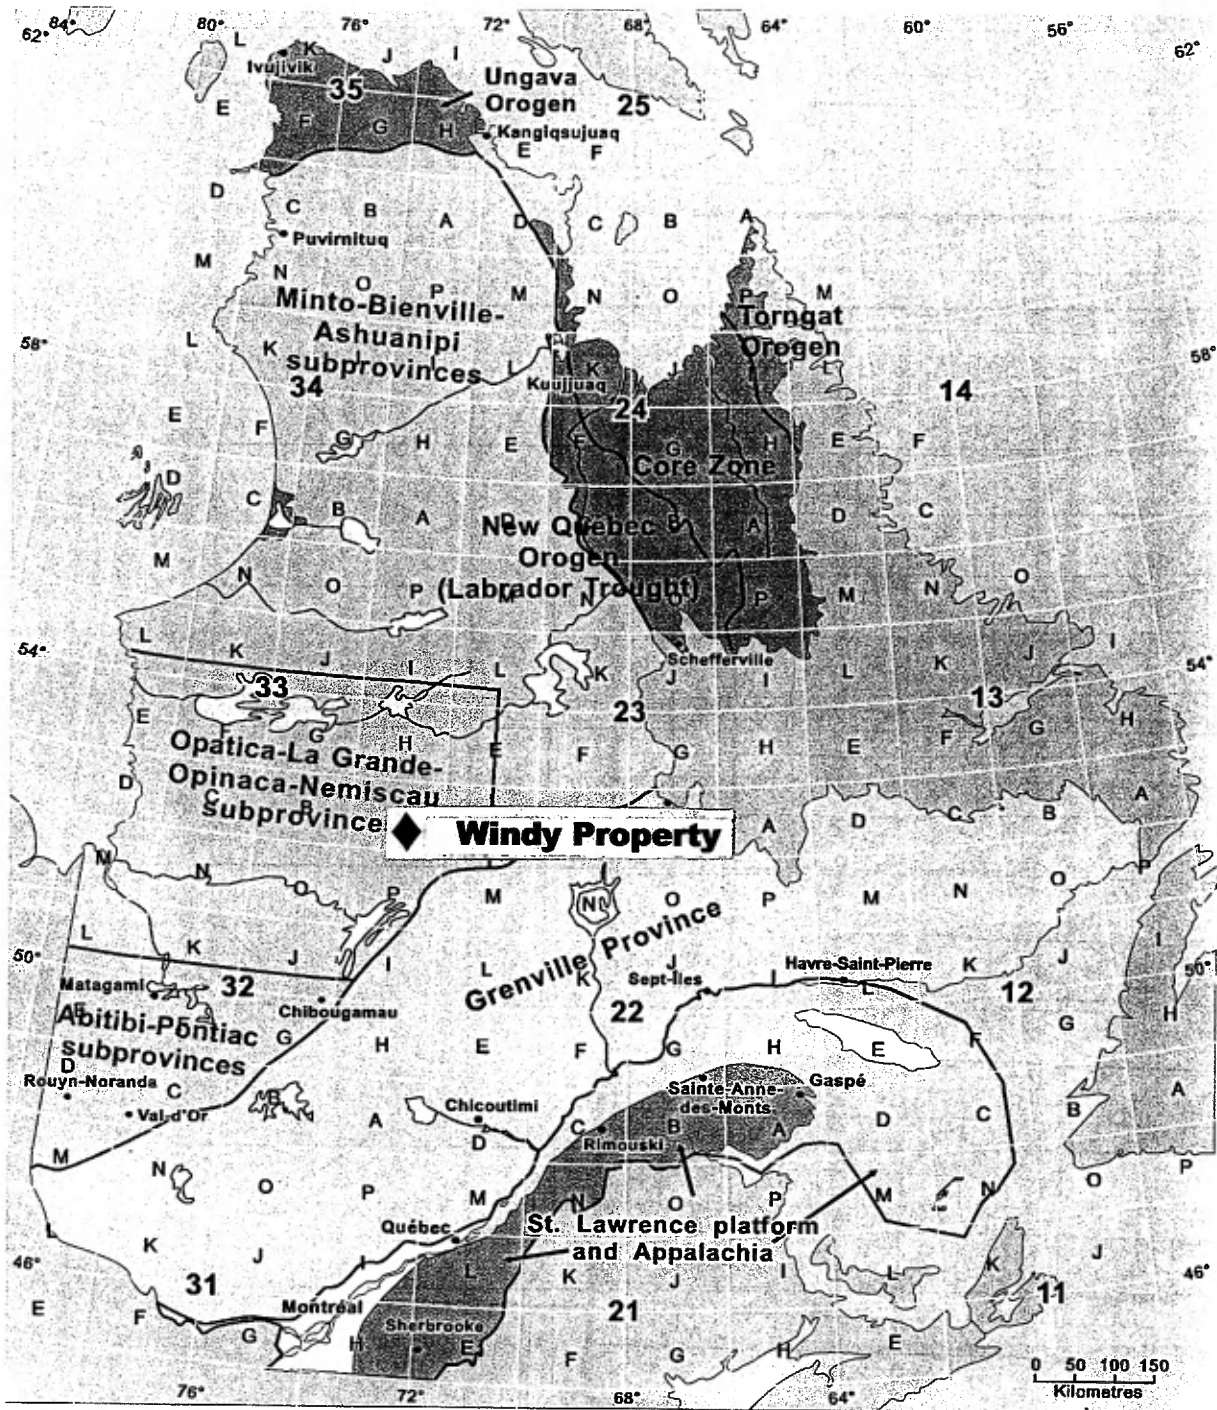 84° 80° 76° 72° 68° 64° 60° 56°
62° 62°
L K J I
Ivujivik
35
Ungava
Orogen
25
E F G H
Kangiqsujuaq
E F
D C B A D C B A
Puvirnituq
M N O P M N O P M
Minto-Bienville-
Ashuanipi
subprovinces
Torngat
Orogen
58° 58°
L K L K J L
Kuujjuaq
34 24 14
E F G H E F G H E F
Core Zone
D C B A D A D C
New Quebec
Orogen
(Labrador Trought)
M N O P M N O P M N O
Schefferville
54° 54°
L K J I L K J I L K J I
33 23 13
E F G H E F G H E F G H
Opatica-La Grande-
Opinaca-Nemiscau
subprovince
D C B A D C B A
Windy Property
M N O P M N O P M N O P
Grenville Province
50° 50°
L K J I L K J I L K J I
Sept-Iles
Havre-Saint-Pierre
Matagami
32 22 12
Chibougamau
E G H E F G H E F G H
Abitibi-Pontiac
subprovinces
Rouyn-Noranda
Val-d'Or
D C B A D C B A D C B A
Chicoutimi
Sainte-Anne-
des-Monts
Gaspé
Rimouski
M N O P M N O P M N O P
Québec
St. Lawrence platform
and Appalachia
46° 46°
L K J I L K J I L K J
31 21 11
Montréal
Sherbrooke
E F G H E F G H E
0 50 100 150
Kilometres
76° 72° 68° 64°